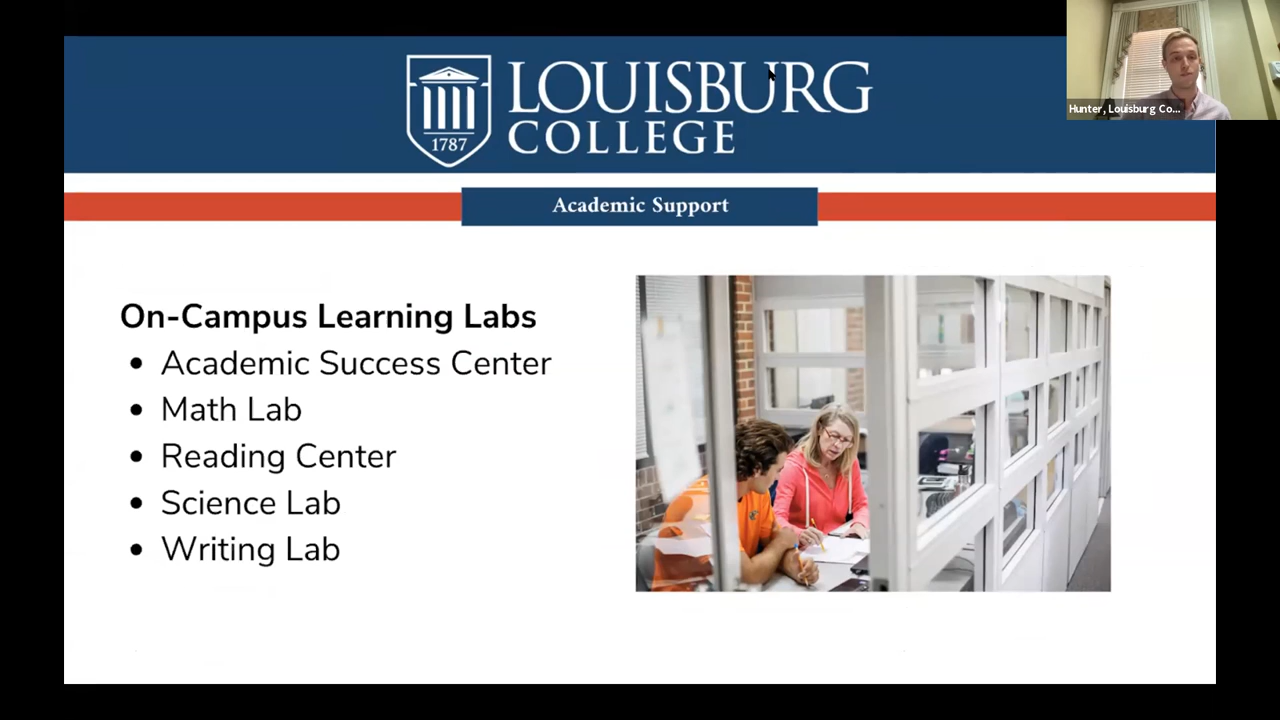 LOUISBURG
COLLEGE
1787
Hunter, Louisburg Co...
Academic Support
On-Campus Learning Labs
• Academic Success Center
• Math Lab
• Reading Center
• Science Lab
• Writing Lab